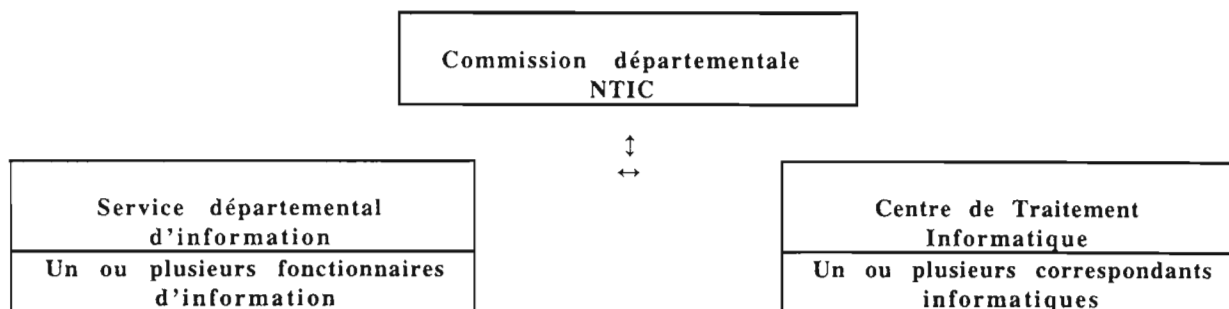 Commission départementale
NTIC
↕
↔
Service départemental
d'information
Un ou plusieurs fonctionnaires
d'information
Centre de Traitement
Informatique
Un ou plusieurs correspondants
informatiques